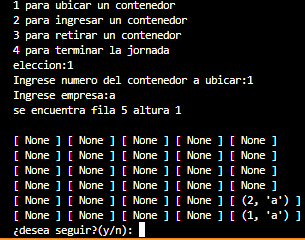 1 para ubicar un contenedor
2 para ingresar un contenedor
3 para retirar un contenedor
4 para terminar la jornada
eleccion:1
Ingrese numero del contenedor a ubicar:1
Ingrese empresa:a
se encuentra fila 5 altura 1
[ None ] [ None ] [ None ] [ None ] [ None ]
[ None ] [ None ] [ None ] [ None ] [ None ]
[ None ] [ None ] [ None ] [ None ] [ None ]
[ None ] [ None ] [ None ] [ None ] [ None ]
[ None ] [ None ] [ None ] [ None ] [ (2, 'a') ]
[ None ] [ None ] [ None ] [ None ] [ (1, 'a') ]
¿desea seguir?(y/n):